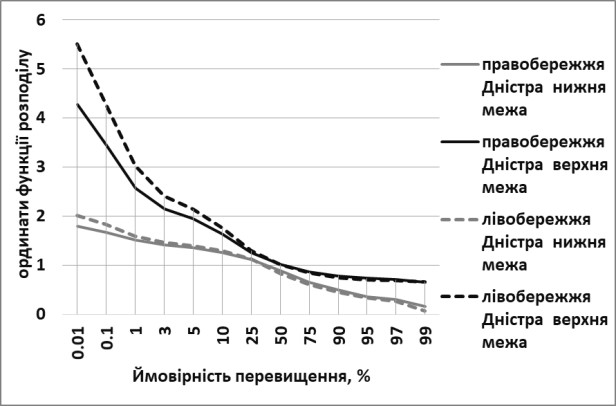 ординати функції розподілу
6
5
4
3
2
1
0
0.01
0.1
1
3
5
10
25
50
75
90
95
97
99
Ймовірність перевищення, %
правобережжя
Дністра нижня
межа
правобережжя
Дністра верхня
межа
лівобережжя
Дністра нижня
межа
лівобережжя
Дністра верхня
межа